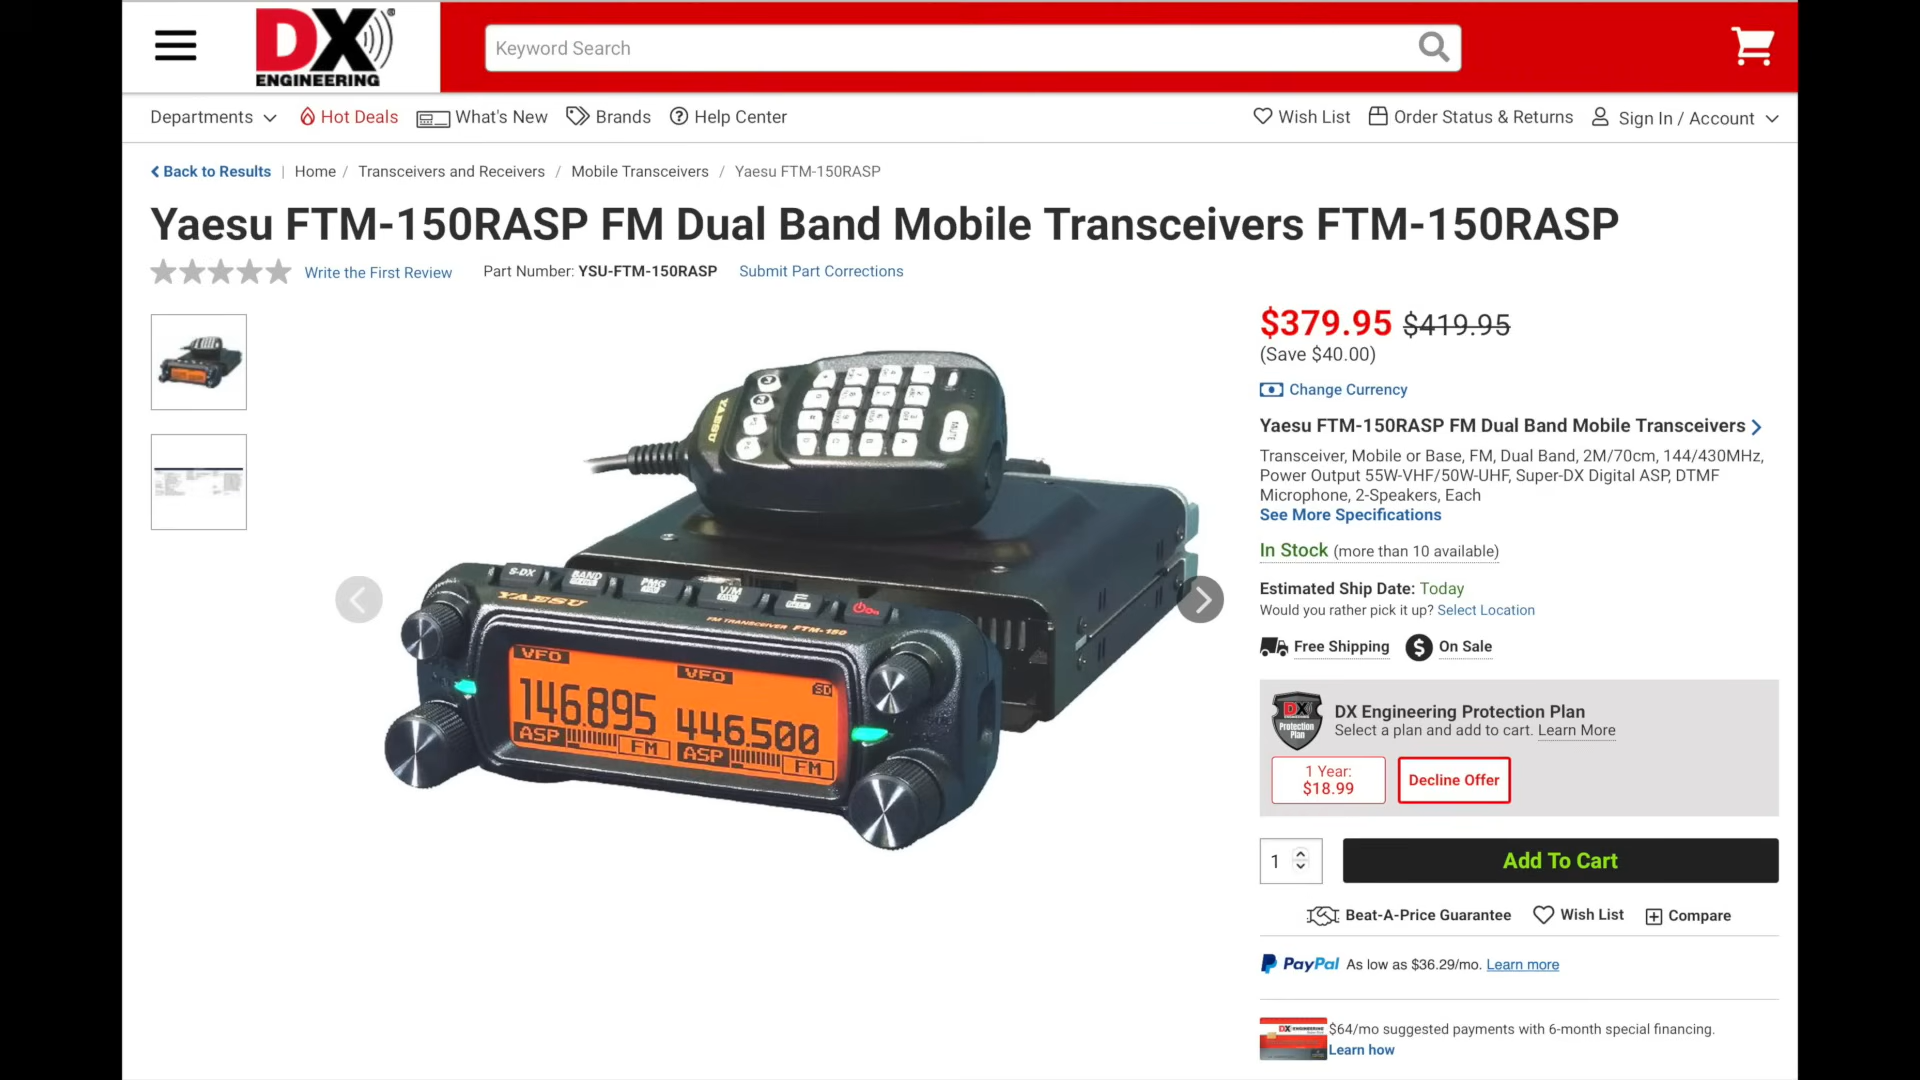 DX
ENGINEERING
Keyword Search
Departments Hot Deals What's New Brands Help Center Wish List Order Status & Returns Sign In / Account
Back to Results | Home / Transceivers and Receivers / Mobile Transceivers / Yaesu FTM-150RASP
Yaesu FTM-150RASP FM Dual Band Mobile Transceivers FTM-150RASP
Write the First Review Part Number: YSU-FTM-150RASP Submit Part Corrections
$379.95 $419.95
(Save $40.00)
Change Currency
Yaesu FTM-150RASP FM Dual Band Mobile Transceivers
Transceiver, Mobile or Base, FM, Dual Band, 2M/70cm, 144/430MHz,
Power Output 55W-VHF/50W-UHF, Super-DX Digital ASP, DTMF
Microphone, 2-Speakers, Each
See More Specifications
In Stock (more than 10 available)
Estimated Ship Date: Today
Would you rather pick it up? Select Location
Free Shipping On Sale
DX Engineering Protection Plan
Select a plan and add to cart. Learn More
DX
Protection
Plan
1 Year:
$18.99
Decline Offer
1
Add To Cart
Beat-A-Price Guarantee Wish List Compare
PayPal As low as $36.29/mo. Learn more
$64/mo suggested payments with 6-month special financing.
Learn how
YAESU
MUTE
S-DX BAND PMG V/M F
YAESU
FM TRANSCEIVER FTM-150
VFO VFO SD
146.895 446.500
ASP FM ASP FM